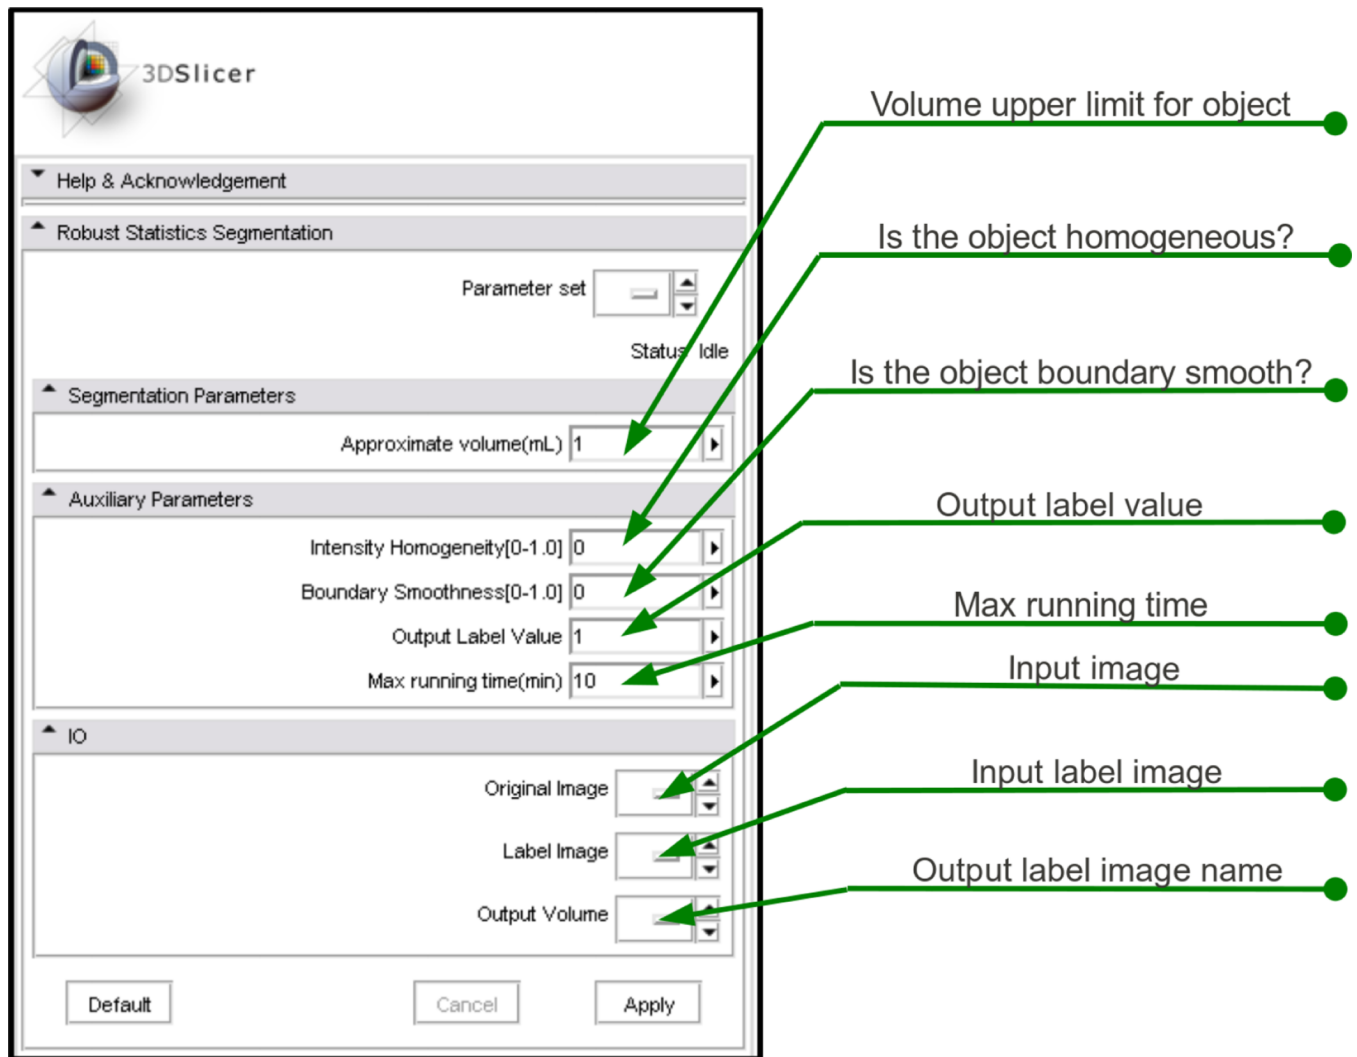 3DSlicer
Volume upper limit for object
Help & Acknowledgement
Robust Statistics Segmentation
Is the object homogeneous?
Parameter set
Status Idle
Is the object boundary smooth?
Segmentation Parameters
Approximate volume(mL) 1
Auxiliary Parameters
Output label value
Intensity Homogeneity[0-1.0] 0
Boundary Smoothness[0-1.0] 0
Max running time
Output Label Value 1
Input image
Max running time(min) 10
IO
Input label image
Original Image
Label Image
Output label image name
Output Volume
Default Cancel Apply